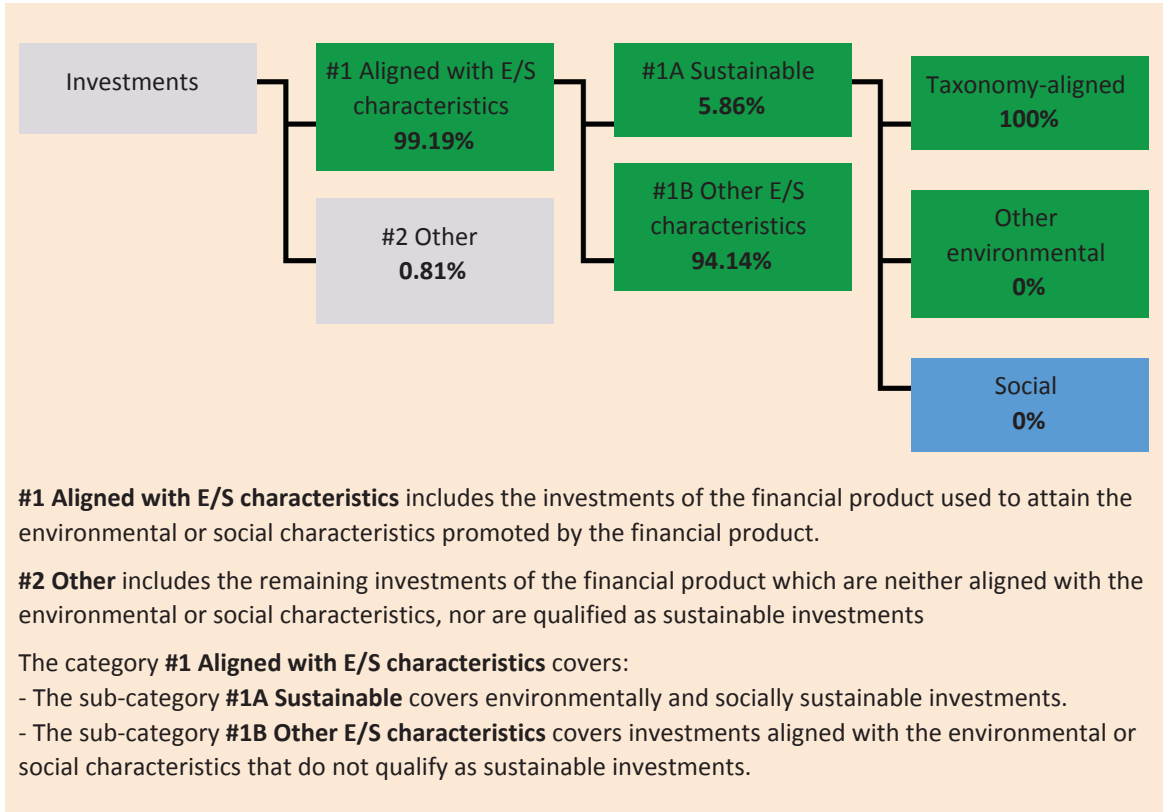 Investments
#1 Aligned with E/S
characteristics
99.19%
#2 Other
0.81%
#1A Sustainable
5.86%
#1B Other E/S
characteristics
94.14%
Taxonomy-aligned
100%
Other
environmental
0%
Social
0%
#1 Aligned with E/S characteristics includes the investments of the financial product used to attain the
environmental or social characteristics promoted by the financial product.
#2 Other includes the remaining investments of the financial product which are neither aligned with the
environmental or social characteristics, nor are qualified as sustainable investments
The category #1 Aligned with E/S characteristics covers:
- The sub-category #1A Sustainable covers environmentally and socially sustainable investments.
- The sub-category #1B Other E/S characteristics covers investments aligned with the environmental or
social characteristics that do not qualify as sustainable investments.